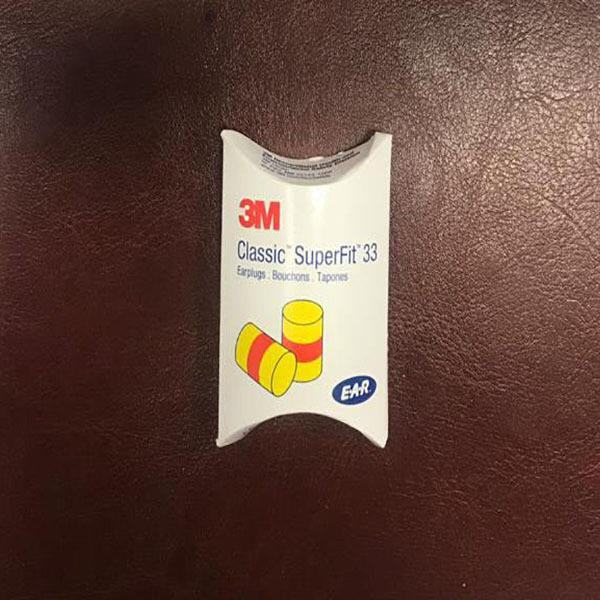 3M
Classic™ SuperFit™ 33
Earplugs . Bouchons . Tapones
E·A·R